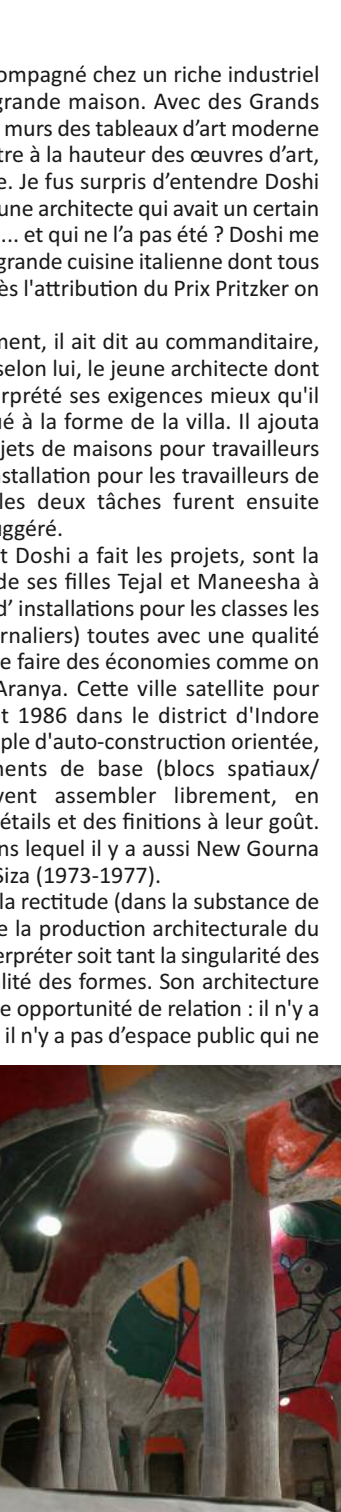 ompagné chez un riche industriel
grande maison. Avec des Grands
murs des tableaux d’art moderne
tre à la hauteur des œuvres d’art,
e. Je fus surpris d’entendre Doshi
une architecte qui avait un certain
... et qui ne l’a pas été ? Doshi me
grande cuisine italienne dont tous
ès l'attribution du Prix Pritzker on
ment, il ait dit au commanditaire,
selon lui, le jeune architecte dont
rprété ses exigences mieux qu'il
ué à la forme de la villa. Il ajouta
jets de maisons pour travailleurs
stallation pour les travailleurs de
les deux tâches furent ensuite
ggéré.
t Doshi a fait les projets, sont la
de ses filles Tejal et Maneesha à
d’ installations pour les classes les
rnaliers) toutes avec une qualité
e faire des économies comme on
Aranya. Cette ville satellite pour
t 1986 dans le district d'Indore
ple d'auto-construction orientée,
ments de base (blocs spatiaux/
vent assembler librement, en
étails et des finitions à leur goût.
ns lequel il y a aussi New Gourna
Siza (1973-1977).
la rectitude (dans la substance de
e la production architecturale du
erpréter soit tant la singularité des
lité des formes. Son architecture
e opportunité de relation : il n'y a
il n'y a pas d’espace public qui ne